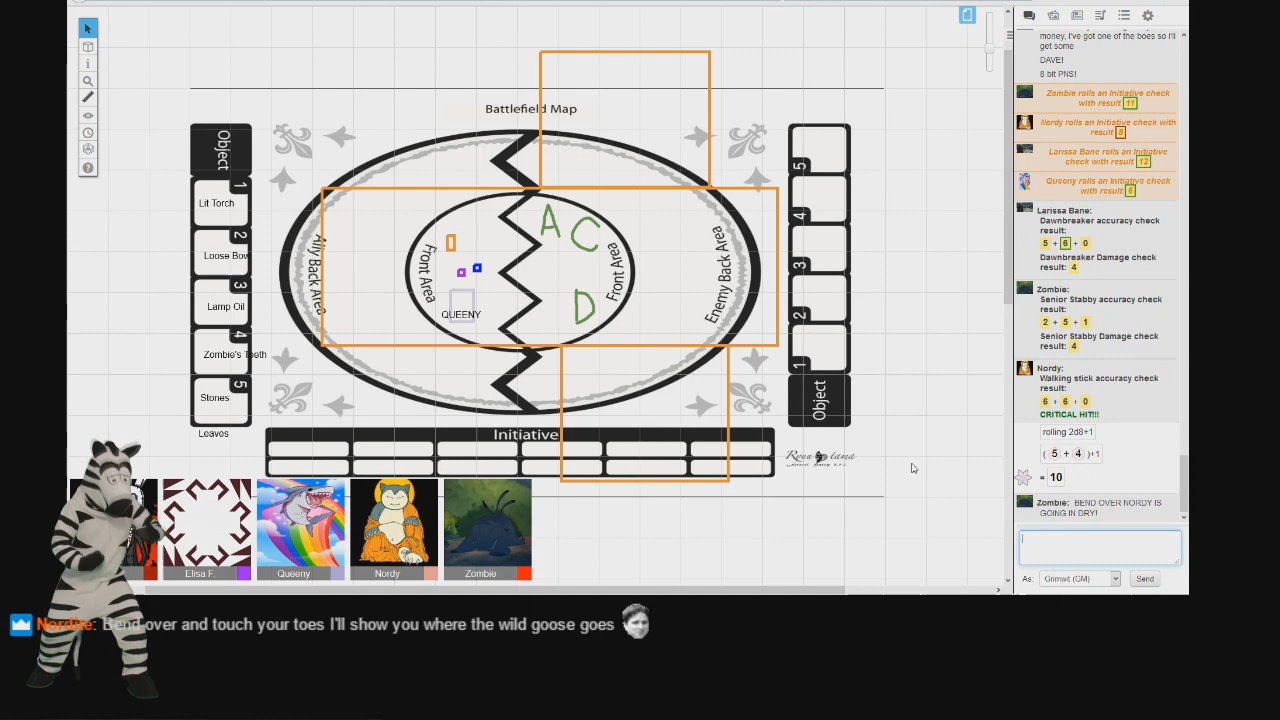 Battlefield Map
Object
1
Lit Torch
2
Loose Bow
3
Lamp Oil
4
Zombie's Teeth
5
Stones
Leaves
Ally Back Area
Front Area
QUEENY
A C
D
Front Area
Enemy Back Area
5
4
3
2
1
Object
Initiative
Elisa F.
Queeny
Nordy
Zombie
money, I've got one of the boes so I'll
get some
DAVE!
8 bit PNS!
Zombie rolls an Initiative check
with result 11
Nordy rolls an Initiative check with
result 8
Larissa Bane rolls an Initiative
check with result 12
Queeny rolls an Initiative check
with result 6
Larissa Bane:
Dawnbreaker accuracy check
result:
5 + 6 + 0
Dawnbreaker Damage check
result: 4
Zombie:
Senior Stabby accuracy check
result:
2 + 5 + 1
Senior Stabby Damage check
result: 4
Nordy:
Walking stick accuracy check
result:
6 + 6 + 0
CRITICAL HIT!!!
rolling 2d8+1
( 5 + 4 )+1
= 10
Zombie: BEND OVER NORDY IS
GOING IN DRY!
As: Grimwit (GM) Send
Nordite: Bend over and touch your toes I'll show you where the wild goose goes